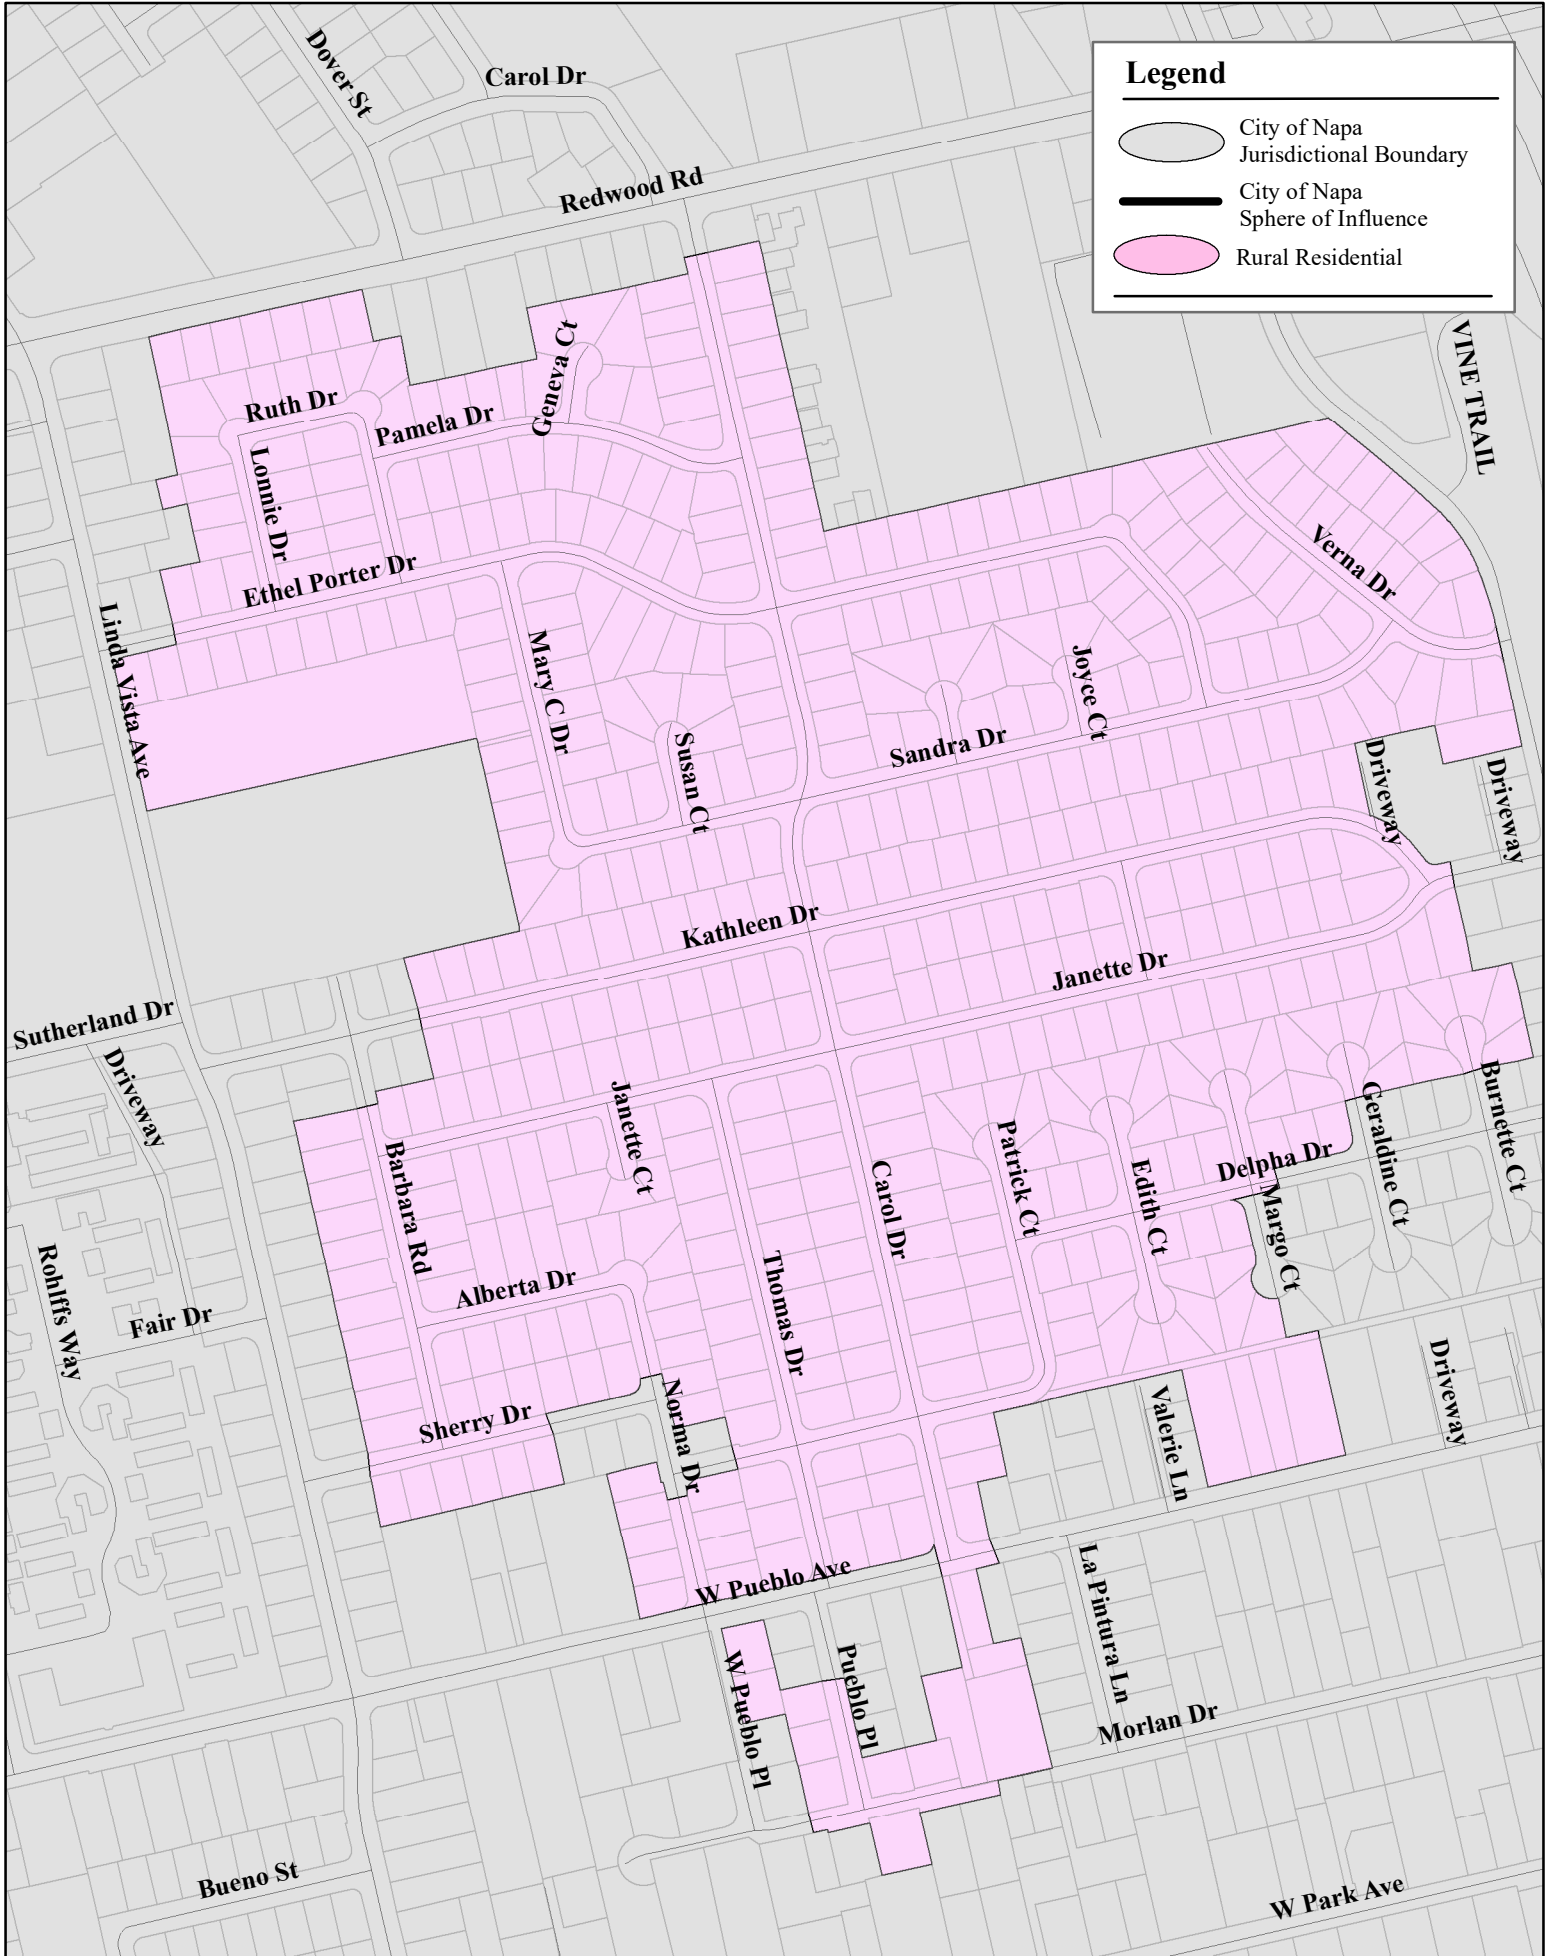 Dover St
Carol Dr
Redwood Rd
Legend
City of Napa
Jurisdictional Boundary
City of Napa
Sphere of Influence
Rural Residential
VINE TRAIL
Geneva Ct
Ruth Dr
Pamela Dr
Lonnie Dr
Ethel Porter Dr
Verna Dr
Linda Vista Ave
Mary C Dr
Joyce Ct
Susan Ct
Sandra Dr
Driveway
Driveway
Kathleen Dr
Janette Dr
Sutherland Dr
Driveway
Janette Ct
Barbara Rd
Patrick Ct
Carol Dr
Edith Ct
Delpha Dr
Margo Ct
Geraldine Ct
Burnette Ct
Rohlffs Way
Fair Dr
Alberta Dr
Thomas Dr
Sherry Dr
Norma Dr
Valerie Ln
Driveway
W Pueblo Ave
La Pintura Ln
W Pueblo Pl
Pueblo Pl
Morlan Dr
Bueno St
W Park Ave